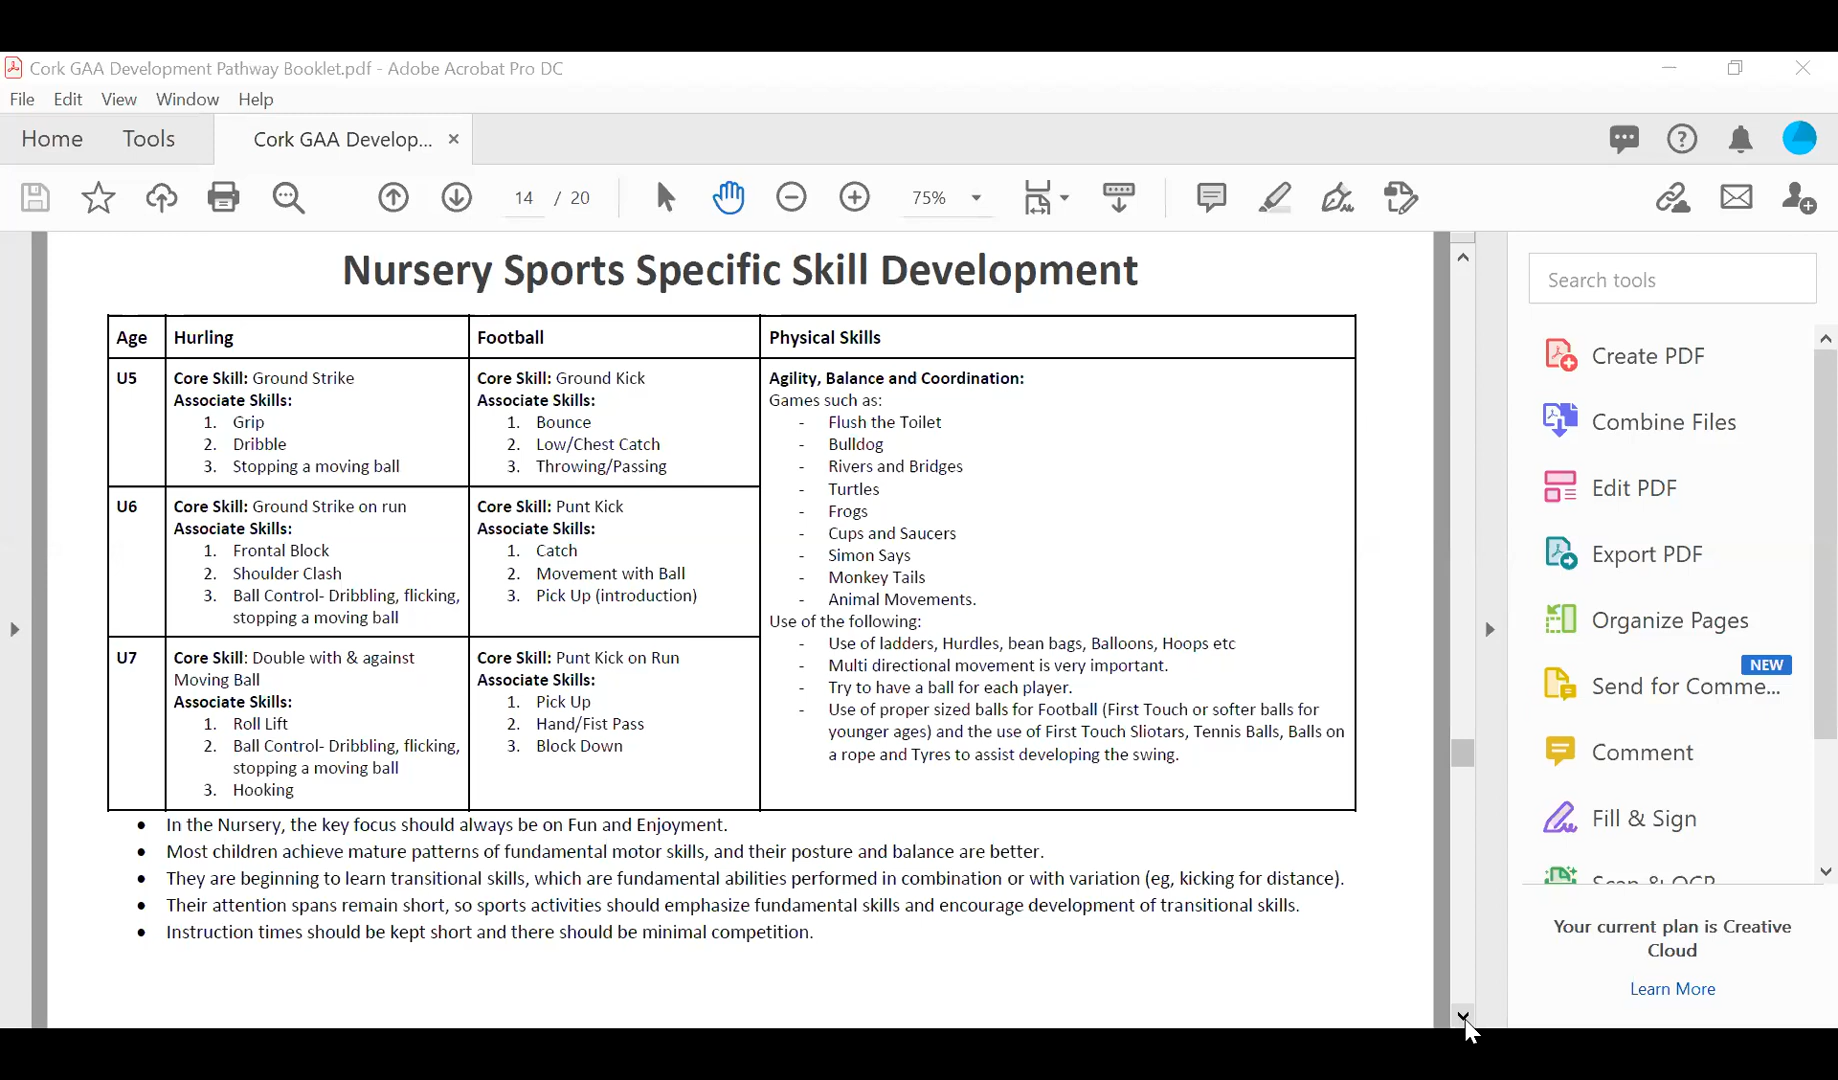 Cork GAA Development Pathway Booklet.pdf - Adobe Acrobat Pro DC
File Edit View Window Help
Home Tools Cork GAA Develop... ×
14 / 20 75%
Nursery Sports Specific Skill Development
Age Hurling Football Physical Skills
U5
Core Skill: Ground Strike
Associate Skills:
1. Grip
2. Dribble
3. Stopping a moving ball
Core Skill: Ground Kick
Associate Skills:
1. Bounce
2. Low/Chest Catch
3. Throwing/Passing
Agility, Balance and Coordination:
Games such as:
- Flush the Toilet
- Bulldog
- Rivers and Bridges
- Turtles
- Frogs
- Cups and Saucers
- Simon Says
- Monkey Tails
- Animal Movements.
Use of the following:
- Use of ladders, Hurdles, bean bags, Balloons, Hoops etc
- Multi directional movement is very important.
- Try to have a ball for each player.
- Use of proper sized balls for Football (First Touch or softer balls for
younger ages) and the use of First Touch Sliotars, Tennis Balls, Balls on
a rope and Tyres to assist developing the swing.
U6
Core Skill: Ground Strike on run
Associate Skills:
1. Frontal Block
2. Shoulder Clash
3. Ball Control- Dribbling, flicking,
stopping a moving ball
Core Skill: Punt Kick
Associate Skills:
1. Catch
2. Movement with Ball
3. Pick Up (introduction)
U7
Core Skill: Double with & against
Moving Ball
Associate Skills:
1. Roll Lift
2. Ball Control- Dribbling, flicking,
stopping a moving ball
3. Hooking
Core Skill: Punt Kick on Run
Associate Skills:
1. Pick Up
2. Hand/Fist Pass
3. Block Down
• In the Nursery, the key focus should always be on Fun and Enjoyment.
• Most children achieve mature patterns of fundamental motor skills, and their posture and balance are better.
• They are beginning to learn transitional skills, which are fundamental abilities performed in combination or with variation (eg, kicking for distance).
• Their attention spans remain short, so sports activities should emphasize fundamental skills and encourage development of transitional skills.
• Instruction times should be kept short and there should be minimal competition.
Search tools
Create PDF
Combine Files
Edit PDF
Export PDF
Organize Pages
NEW
Send for Comme...
Comment
Fill & Sign
Scan & OCR
Your current plan is Creative
Cloud
Learn More